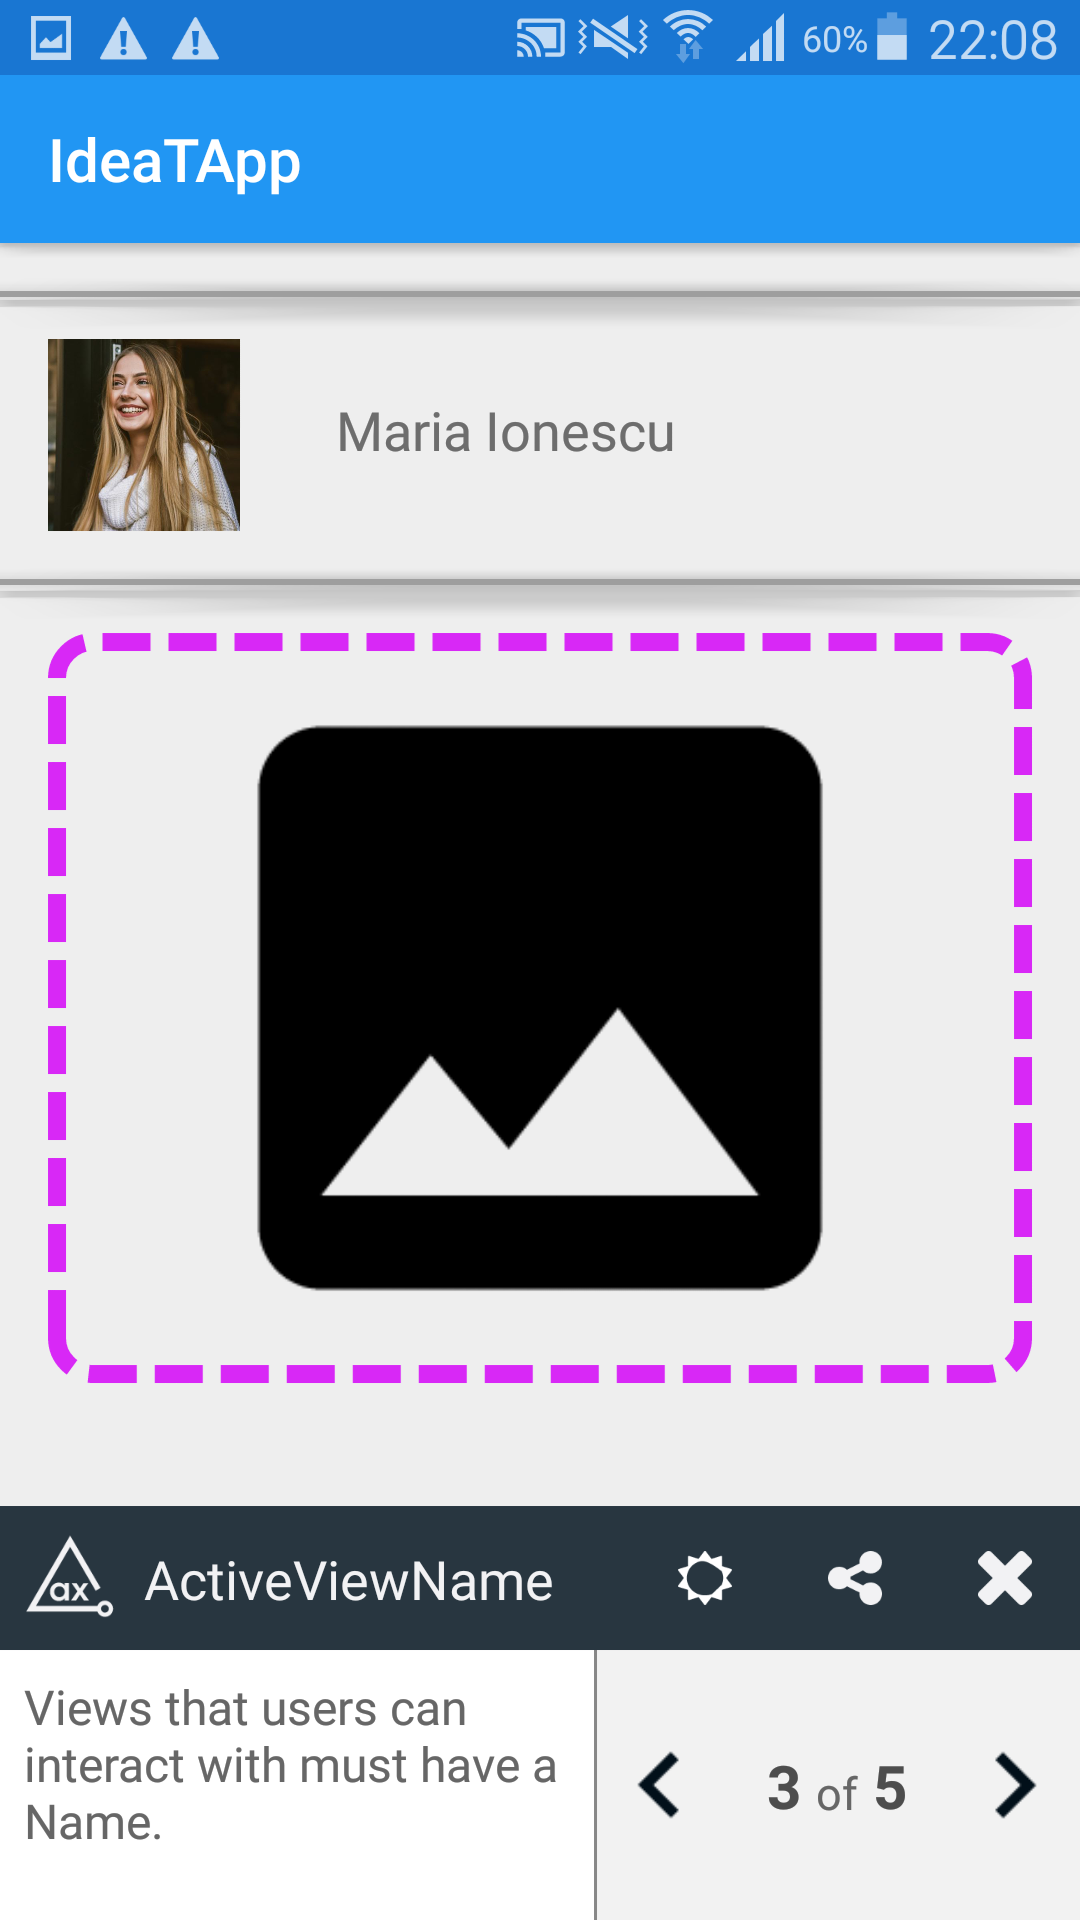 60% 22:08
IdeaTApp
Maria Ionescu
ax ActiveViewName
Views that users can
interact with must have a
Name.
3 of 5